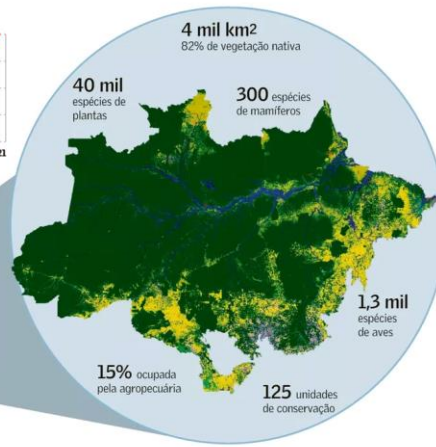 4 mil km²
82% de vegetação nativa
40 mil
espécies de
plantas
300 espécies
de mamíferos
21
1,3 mil
espécies
de aves
15% ocupada
pela agropecuária
125 unidades
de conservação